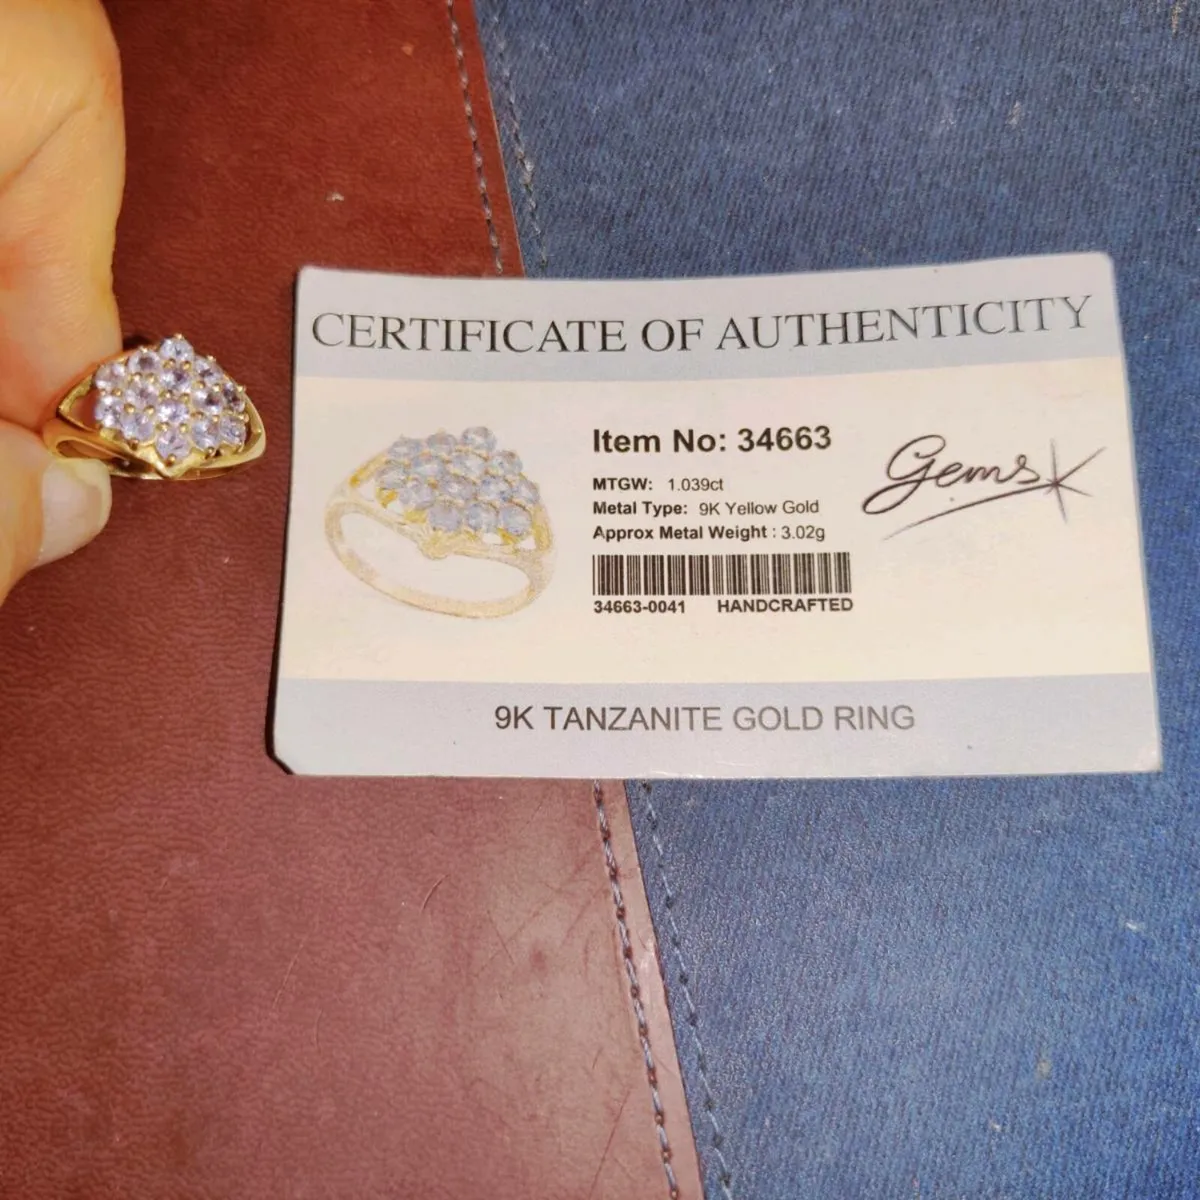 CERTIFICATE OF AUTHENTICITY
Item No: 34663
MTGW: 1.039ct
Metal Type: 9K Yellow Gold
Approx Metal Weight : 3.02g
34663-0041 HANDCRAFTED
Gems
9K TANZANITE GOLD RING